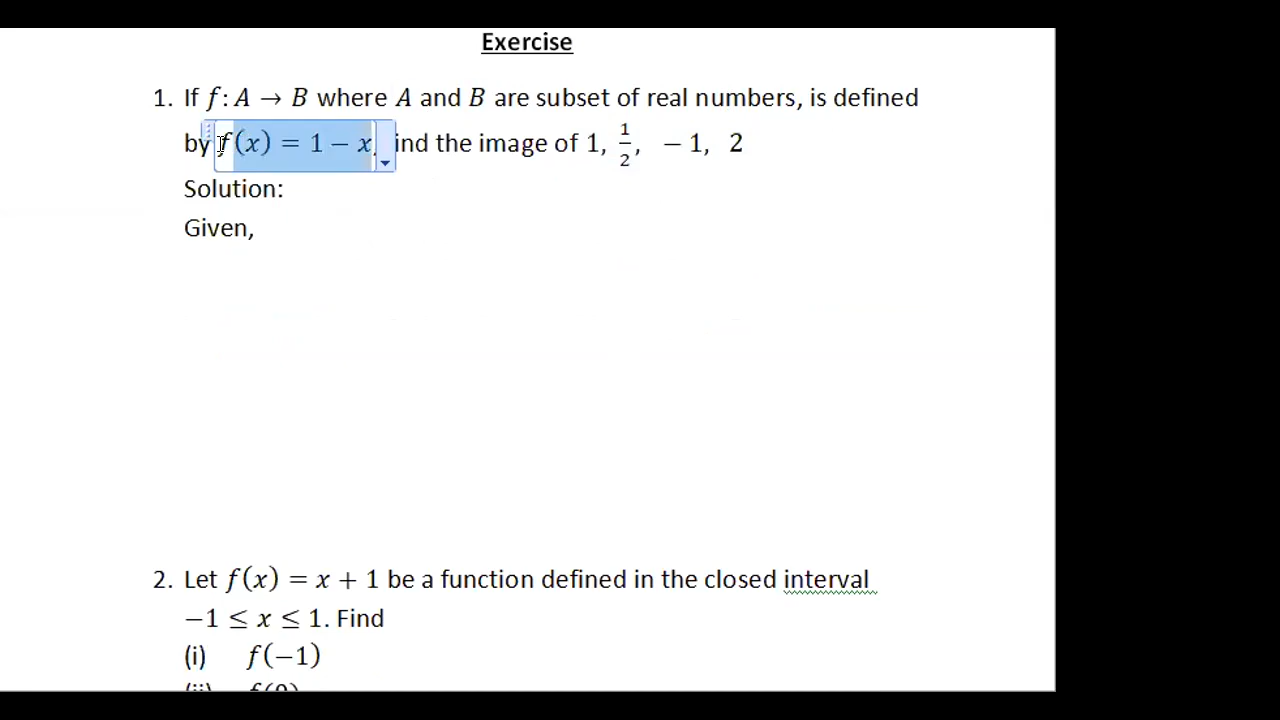 Exercise
1. If f: A → B where A and B are subset of real numbers, is defined
by f(x) = 1 − x, ind the image of 1, 1/2, − 1, 2
Solution:
Given,
2. Let f(x) = x + 1 be a function defined in the closed interval
−1 ≤ x ≤ 1. Find
(i) f(−1)